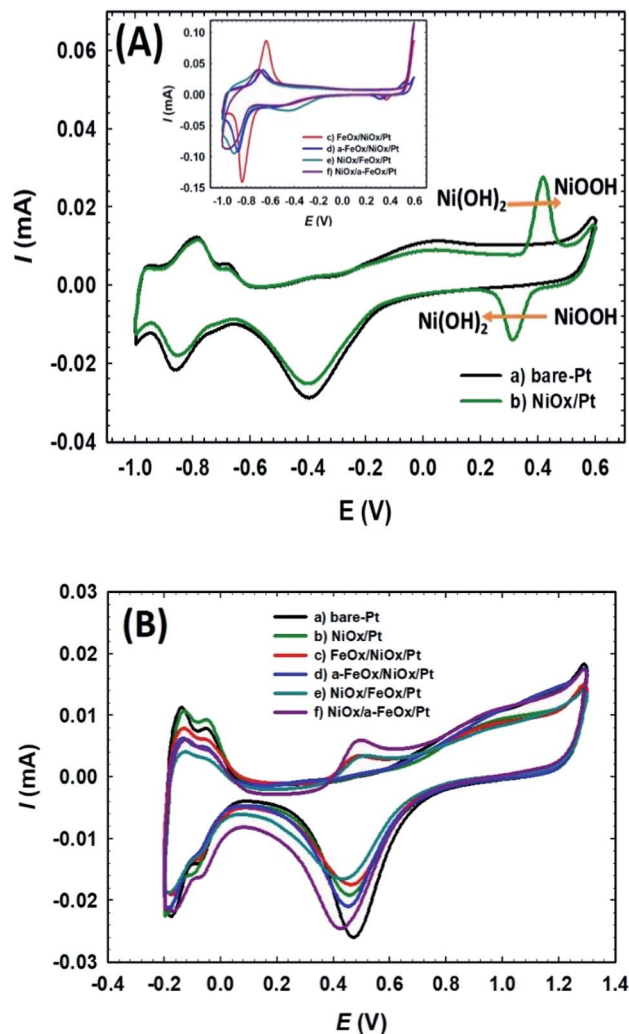 (A)
I (mA)
0.06
0.04
0.02
0.00
-0.02
-0.04
I (mA)
0.10
0.05
0.00
-0.05
-0.10
-0.15
c) FeOx/NiOx/Pt
d) a-FeOx/NiOx/Pt
e) NiOx/FeOx/Pt
f) NiOx/a-FeOx/Pt
-1.0 -0.8 -0.6 -0.4 -0.2 0.0 0.2 0.4 0.6
E (V)
Ni(OH)2 NiOOH
Ni(OH)2 NiOOH
a) bare-Pt
b) NiOx/Pt
-1.0 -0.8 -0.6 -0.4 -0.2 0.0 0.2 0.4 0.6
E (V)
(B)
I (mA)
0.03
0.02
0.01
0.00
-0.01
-0.02
-0.03
a) bare-Pt
b) NiOx/Pt
c) FeOx/NiOx/Pt
d) a-FeOx/NiOx/Pt
e) NiOx/FeOx/Pt
f) NiOx/a-FeOx/Pt
-0.4 -0.2 0.0 0.2 0.4 0.6 0.8 1.0 1.2 1.4
E (V)